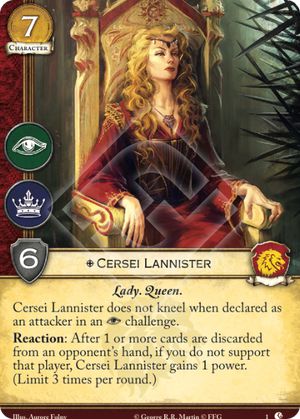 7
CHARACTER
6
CERSEI LANNISTER
Lady. Queen.
Cersei Lannister does not kneel when declared
as an attacker in an challenge.
Reaction: After 1 or more cards are discarded
from an opponent's hand, if you do not support
that player, Cersei Lannister gains 1 power.
(Limit 3 times per round.)
Illus. Aurore Folny
© George R.R. Martin © FFG
1